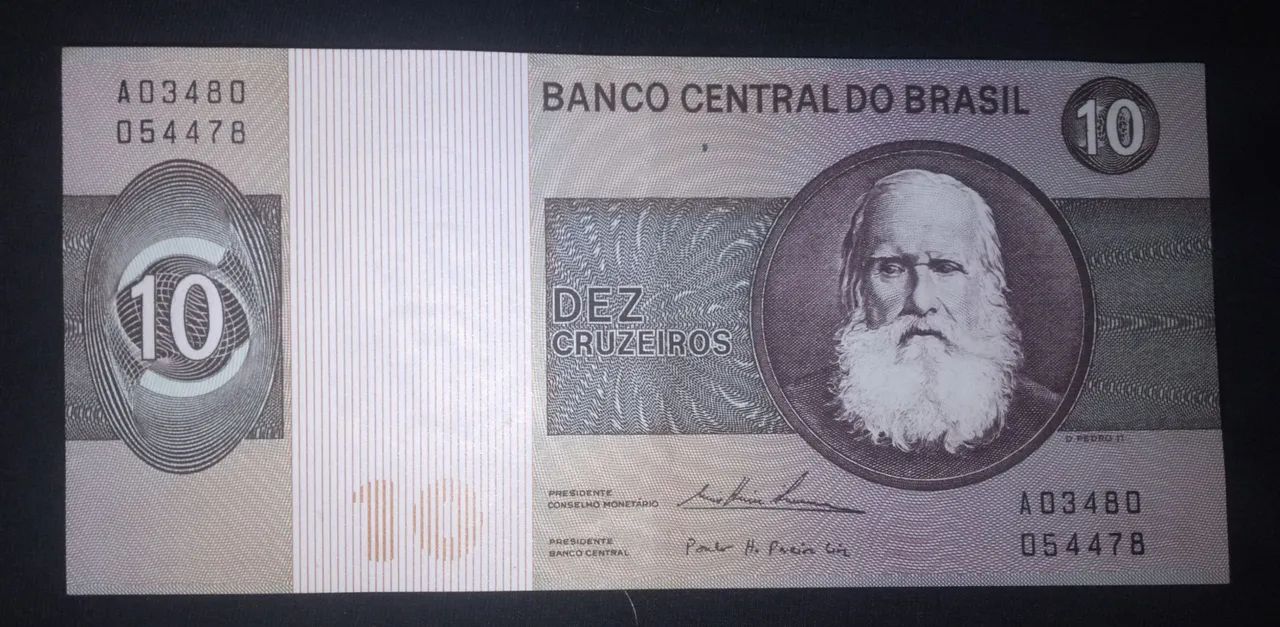 A03480
054478
BANCO CENTRAL DO BRASIL
10
10
DEZ
CRUZEIROS
D. PEDRO II
PRESIDENTE
CONSELHO MONETÁRIO
PRESIDENTE
BANCO CENTRAL
10
A03480
054478